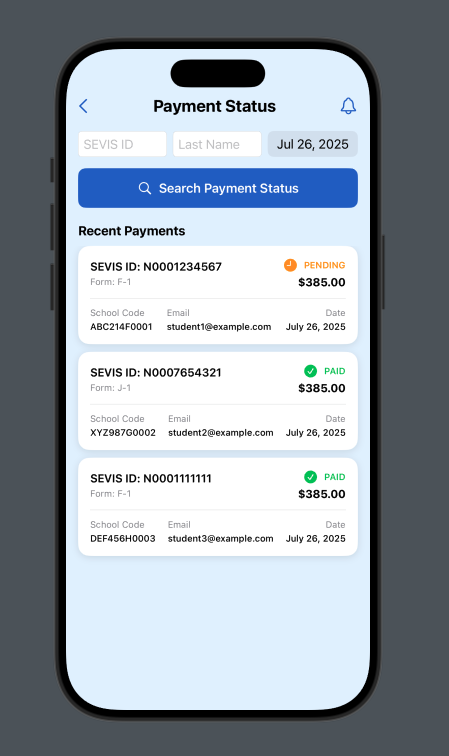 Payment Status
SEVIS ID
Last Name
Jul 26, 2025
Search Payment Status
Recent Payments
SEVIS ID: N0001234567
PENDING
Form: F-1
$385.00
School Code
Email
Date
ABC214F0001
student1@example.com
July 26, 2025
SEVIS ID: N0007654321
PAID
Form: J-1
$385.00
School Code
Email
Date
XYZ987G0002
student2@example.com
July 26, 2025
SEVIS ID: N0001111111
PAID
Form: F-1
$385.00
School Code
Email
Date
DEF456H0003
student3@example.com
July 26, 2025